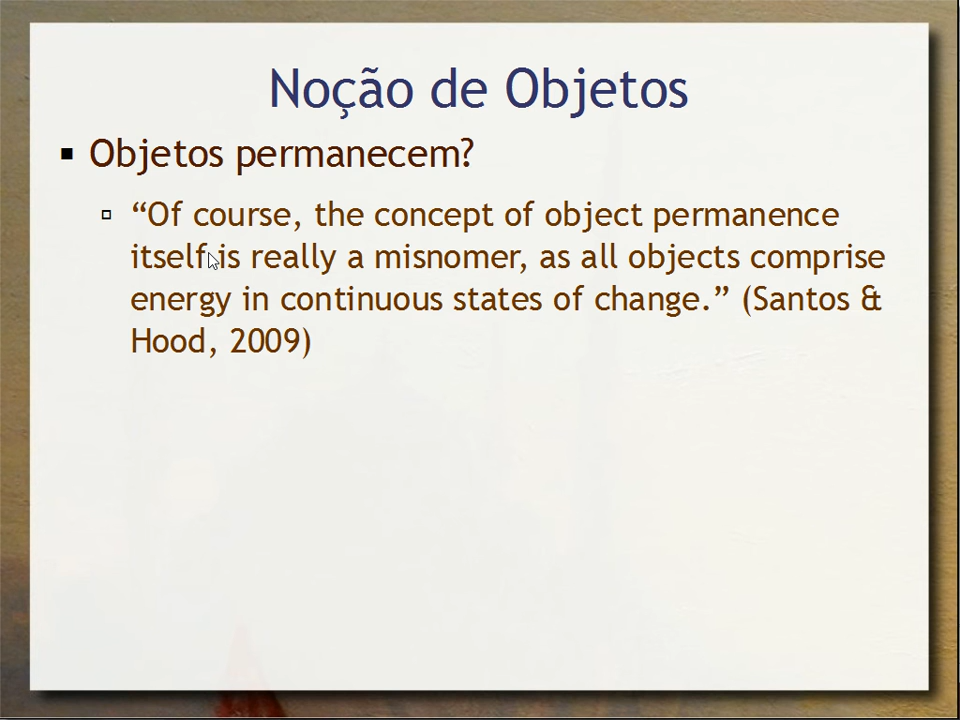 Noção de Objetos
Objetos permanecem?
“Of course, the concept of object permanence
itself is really a misnomer, as all objects comprise
energy in continuous states of change.” (Santos &
Hood, 2009)